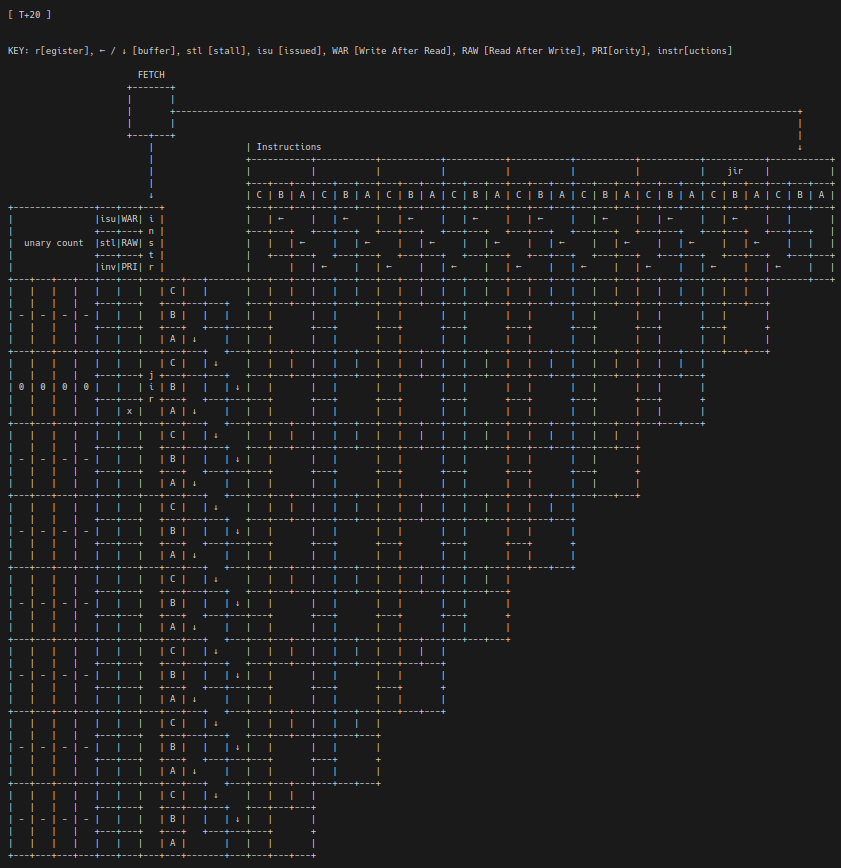 [ T+20 ]
KEY: r[egister], ← / ↓ [buffer], stl [stall], isu [issued], WAR [Write After Read], RAW [Read After Write], PRI[ority], instr[uctions]
FETCH
Instructions
↓
jir
↓ C B A C B A C B A C B A C B A C B A C B A C B A C B A
isu WAR i ← ← ← ← ← ← ← ←
n
unary count stl RAW s ← ← ← ← ← ← ← ←
t
inv PRI r ← ← ← ← ← ← ← ←
C
- - - - B
A ↓
C ↓
j
0 0 0 0 i B ↓
r
x A ↓
C ↓
- - - - B ↓
A ↓
C ↓
- - - - B ↓
A ↓
C ↓
- - - - B ↓
A ↓
C ↓
- - - - B ↓
A ↓
C ↓
- - - - B ↓
A ↓
C ↓
- - - - B ↓
A